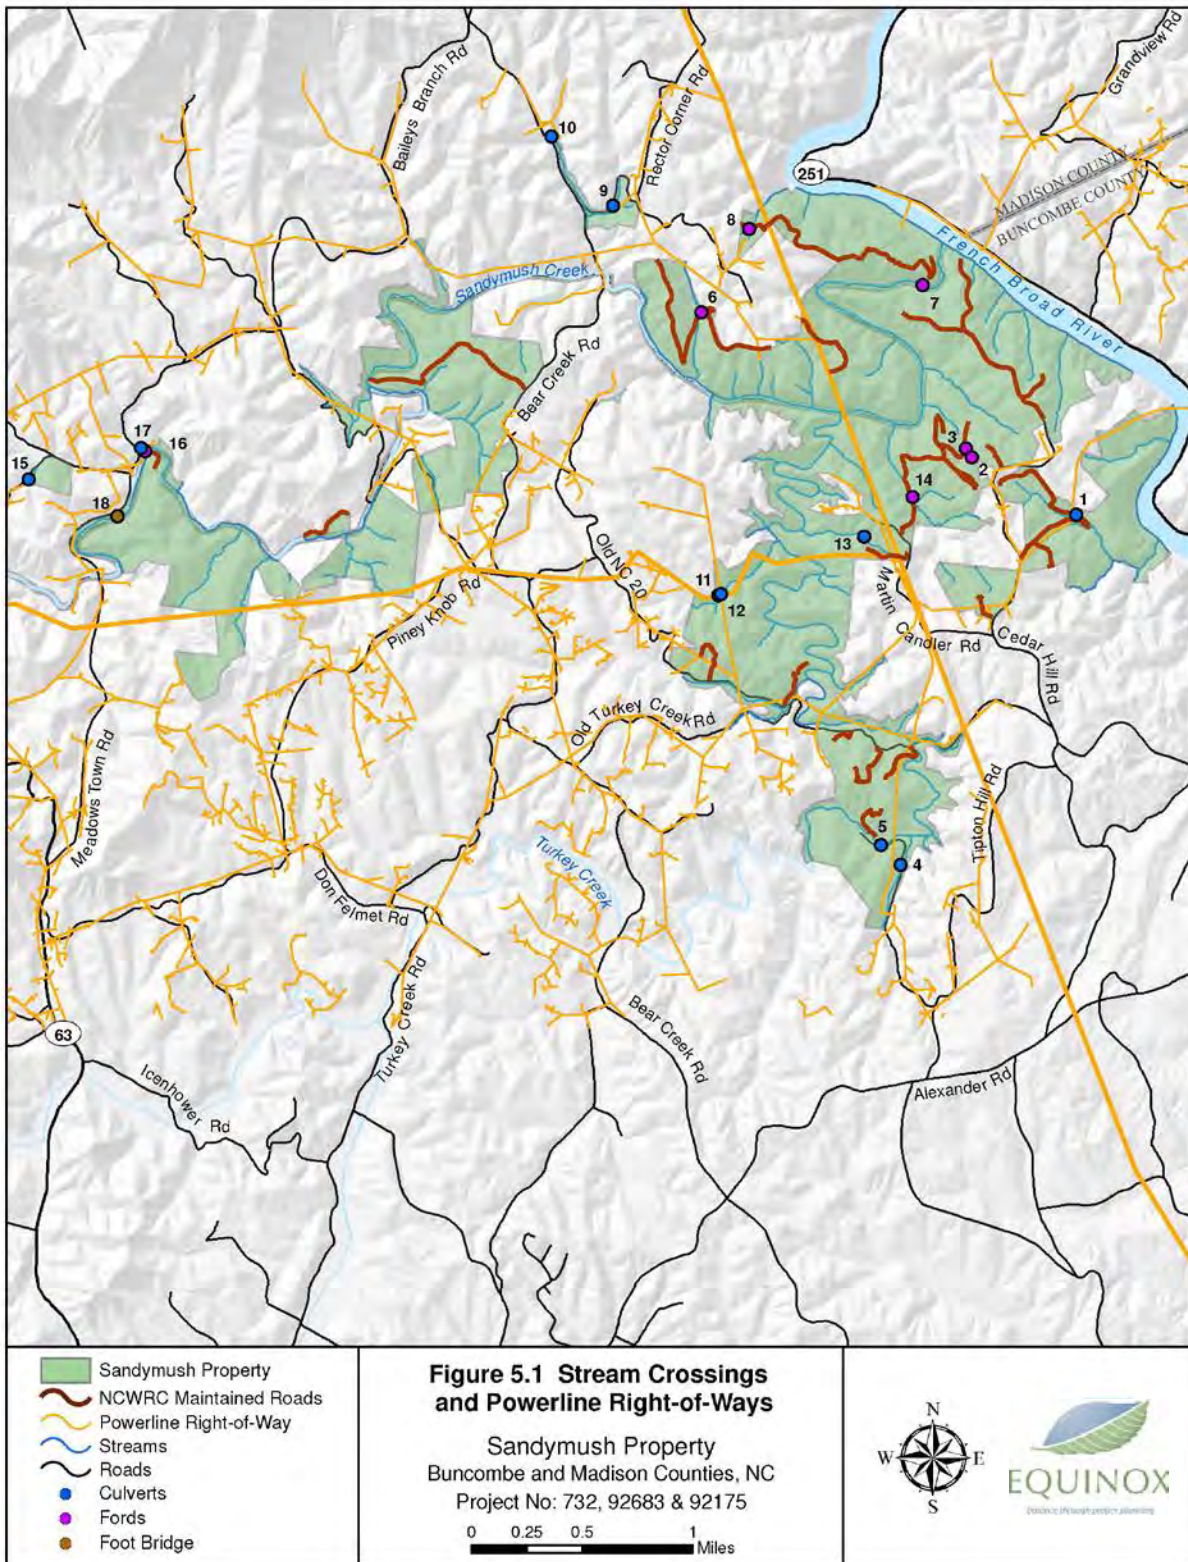 Grandview Rd
Baileys Branch Rd
Rector Corner Rd
10
251
MADISON COUNTY
BUNCOMBE COUNTY
9
8
French Broad River
Sandymush Creek
6
7
Bear Creek Rd
17
16
3
2
15
14
1
18
13
Old NC 20
11
12
Piney Knob Rd
Martin Candler Rd
Cedar Hill Rd
Old Turkey Creek Rd
Meadows Town Rd
Tipton Hill Rd
5
4
Turkey Creek
Don Felmet Rd
Turkey Creek Rd
Bear Creek Rd
63
Icenhower Rd
Alexander Rd
Sandymush Property
NCWRC Maintained Roads
Powerline Right-of-Way
Streams
Roads
Culverts
Fords
Foot Bridge
Figure 5.1 Stream Crossings
and Powerline Right-of-Ways
Sandymush Property
Buncombe and Madison Counties, NC
Project No: 732, 92683 & 92175
0 0.25 0.5 1
Miles
N
W E
S
EQUINOX